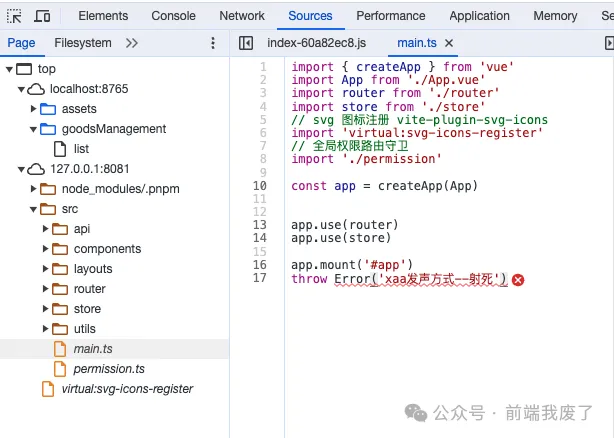 Elements Console Network Sources Performance Application Memory Se
Page Filesystem index-60a82ec8.js main.ts
top
localhost:8765
assets
goodsManagement
list
127.0.0.1:8081
node_modules/.pnpm
src
api
components
layouts
router
store
utils
main.ts
permission.ts
virtual:svg-icons-register
1 import { createApp } from 'vue'
2 import App from './App.vue'
3 import router from './router'
4 import store from './store'
5 // svg 图标注册 vite-plugin-svg-icons
6 import 'virtual:svg-icons-register'
7 // 全局权限路由守卫
8 import './permission'
9
10 const app = createApp(App)
11
12
13 app.use(router)
14 app.use(store)
15
16 app.mount('#app')
17 throw Error('xaa发声方式--射死')
公众号 · 前端我废了